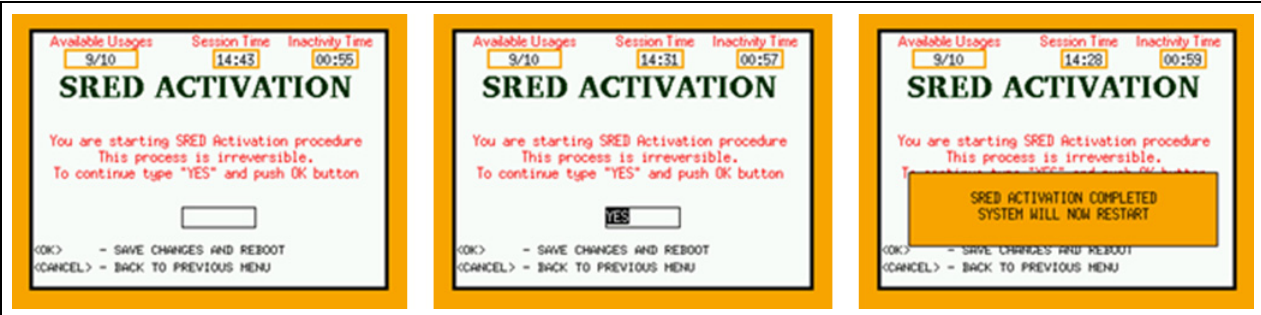 Available Usages Session Time Inactivity Time
9/10 14:43 00:55
SRED ACTIVATION
You are starting SRED Activation procedure
This process is irreversible.
To continue type "YES" and push OK button
<OK> - SAVE CHANGES AND REBOOT
<CANCEL> - BACK TO PREVIOUS MENU
Available Usages Session Time Inactivity Time
9/10 14:31 00:57
SRED ACTIVATION
You are starting SRED Activation procedure
This process is irreversible.
To continue type "YES" and push OK button
YES
<OK> - SAVE CHANGES AND REBOOT
<CANCEL> - BACK TO PREVIOUS MENU
Available Usages Session Time Inactivity Time
9/10 14:28 00:59
SRED ACTIVATION
You are starting SRED Activation procedure
This process is irreversible.
SRED ACTIVATION COMPLETED
SYSTEM WILL NOW RESTART
<OK> - SAVE CHANGES AND REBOOT
<CANCEL> - BACK TO PREVIOUS MENU